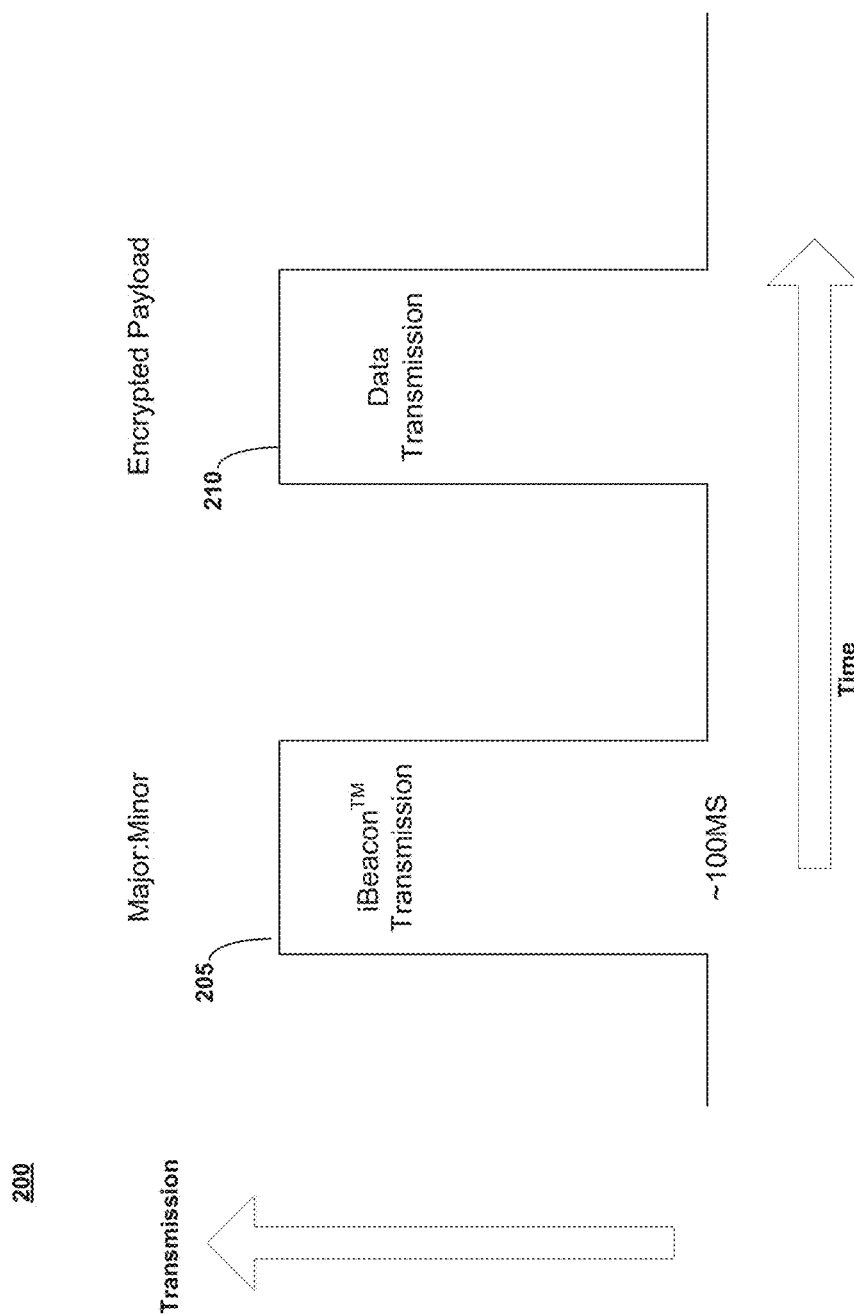 200
Transmission
Major:Minor
Encrypted Payload
205
210
iBeacon™
Transmission
Data
Transmission
~100MS
Time